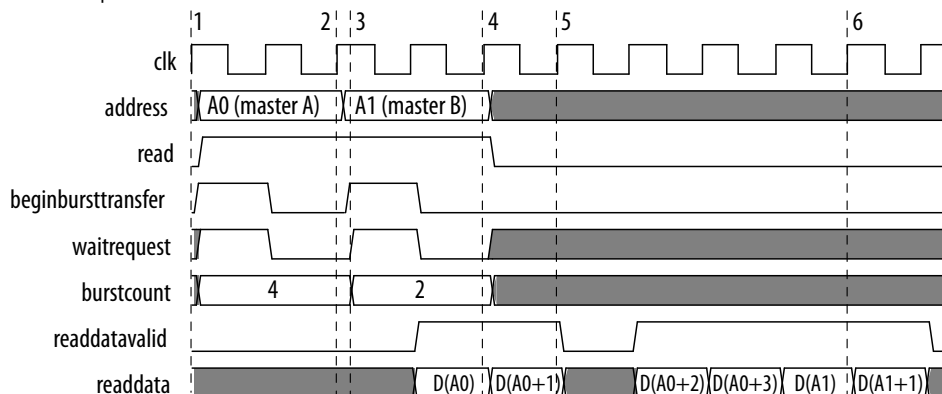 1 2 3 4 5 6
clk
address A0 (master A) A1 (master B)
read
beginbursttransfer
waitrequest
burstcount 4 2
readdatavalid
readdata D(A0) D(A0+1) D(A0+2) D(A0+3) D(A1) D(A1+1)